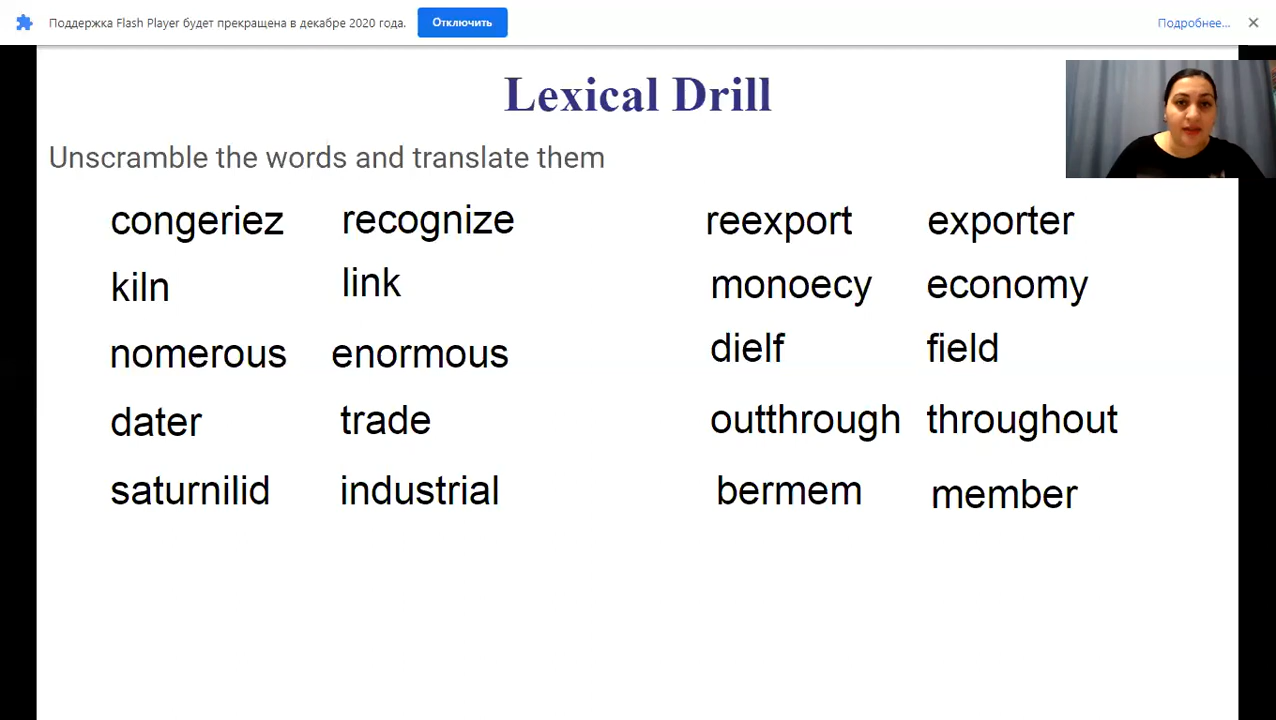 Поддержка Flash Player будет прекращена в декабре 2020 года. Отключить Подробнее...
Lexical Drill
Unscramble the words and translate them
congeriez recognize reexport exporter
kiln link monoecy economy
nomerous enormous dielf field
dater trade outthrough throughout
saturnilid industrial bermem member